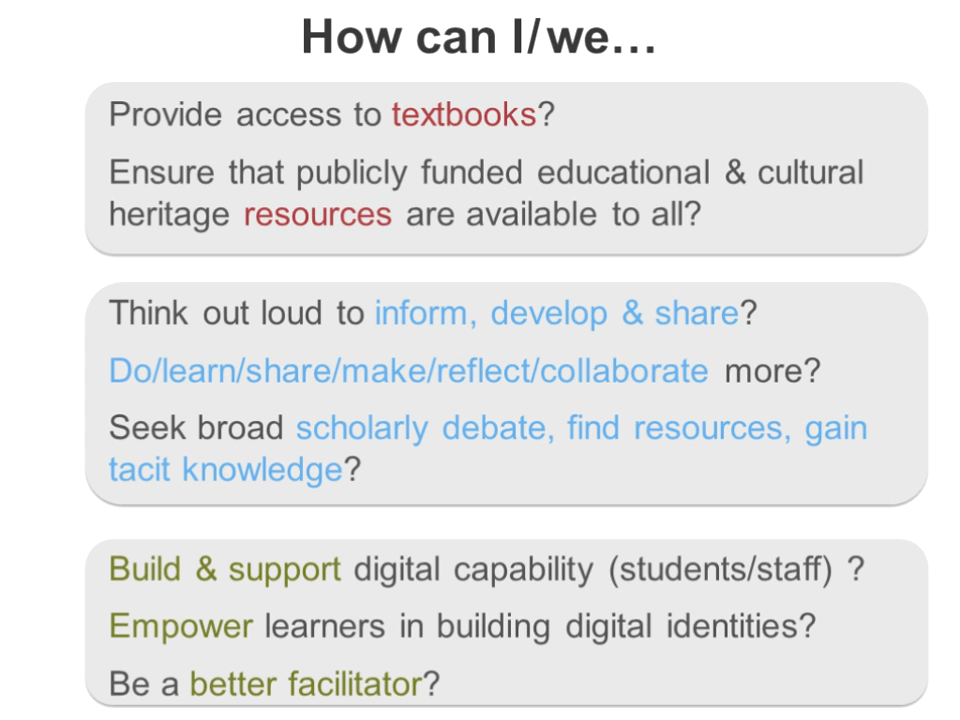 How can I/we…
Provide access to textbooks?
Ensure that publicly funded educational & cultural
heritage resources are available to all?
Think out loud to inform, develop & share?
Do/learn/share/make/reflect/collaborate more?
Seek broad scholarly debate, find resources, gain
tacit knowledge?
Build & support digital capability (students/staff) ?
Empower learners in building digital identities?
Be a better facilitator?